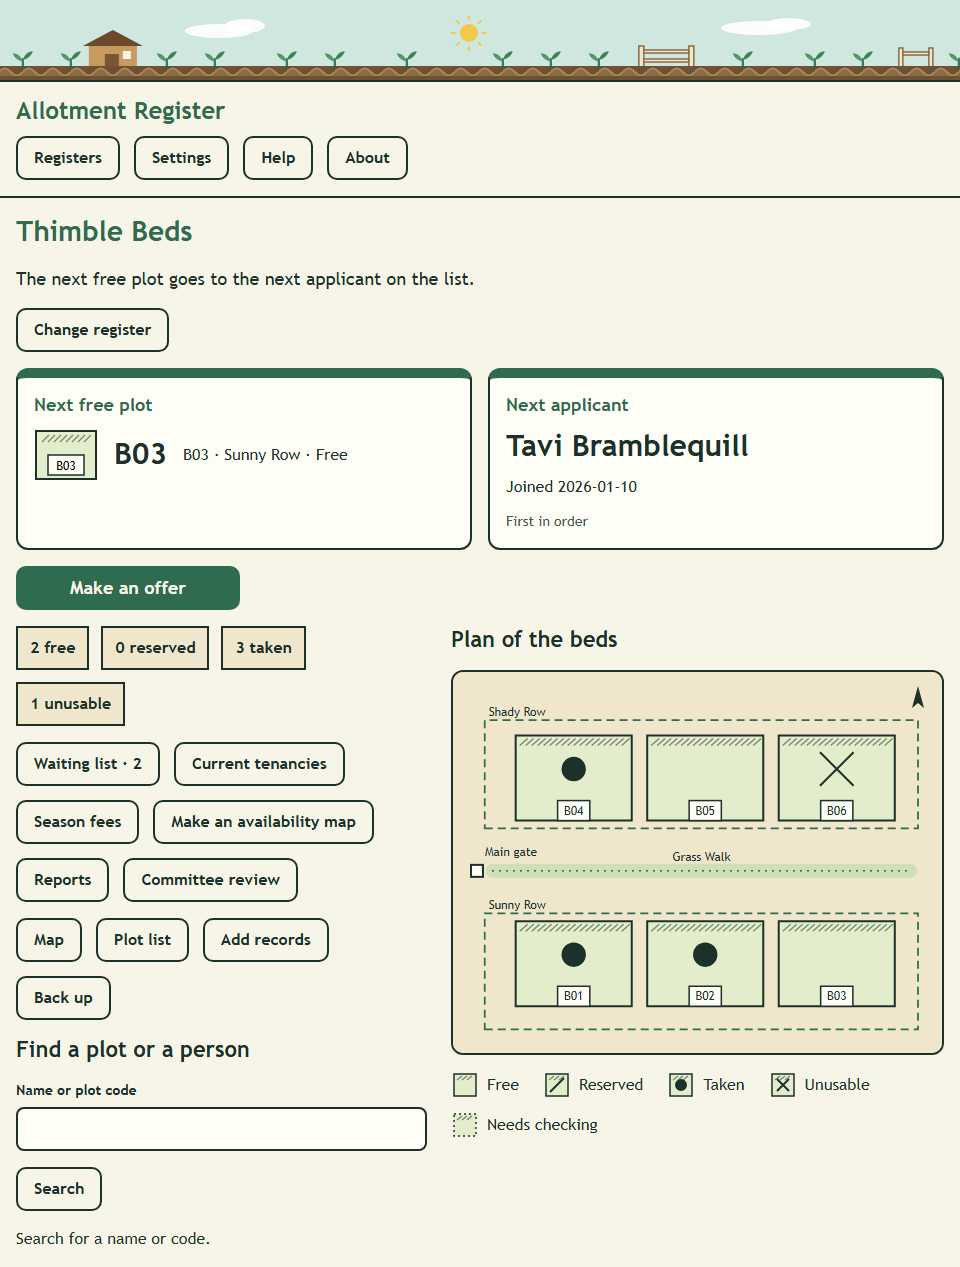 Allotment Register
Registers Settings Help About
Thimble Beds
The next free plot goes to the next applicant on the list.
Change register
Next free plot
B03
B03
B03 · Sunny Row · Free
Next applicant
Tavi Bramblequill
Joined 2026-01-10
First in order
Make an offer
2 free 0 reserved 3 taken
1 unusable
Waiting list · 2 Current tenancies
Season fees Make an availability map
Reports Committee review
Map Plot list Add records
Back up
Find a plot or a person
Name or plot code
Search
Search for a name or code.
Plan of the beds
Shady Row
B04 B05 B06
Main gate
Grass Walk
Sunny Row
B01 B02 B03
Free Reserved Taken Unusable
Needs checking